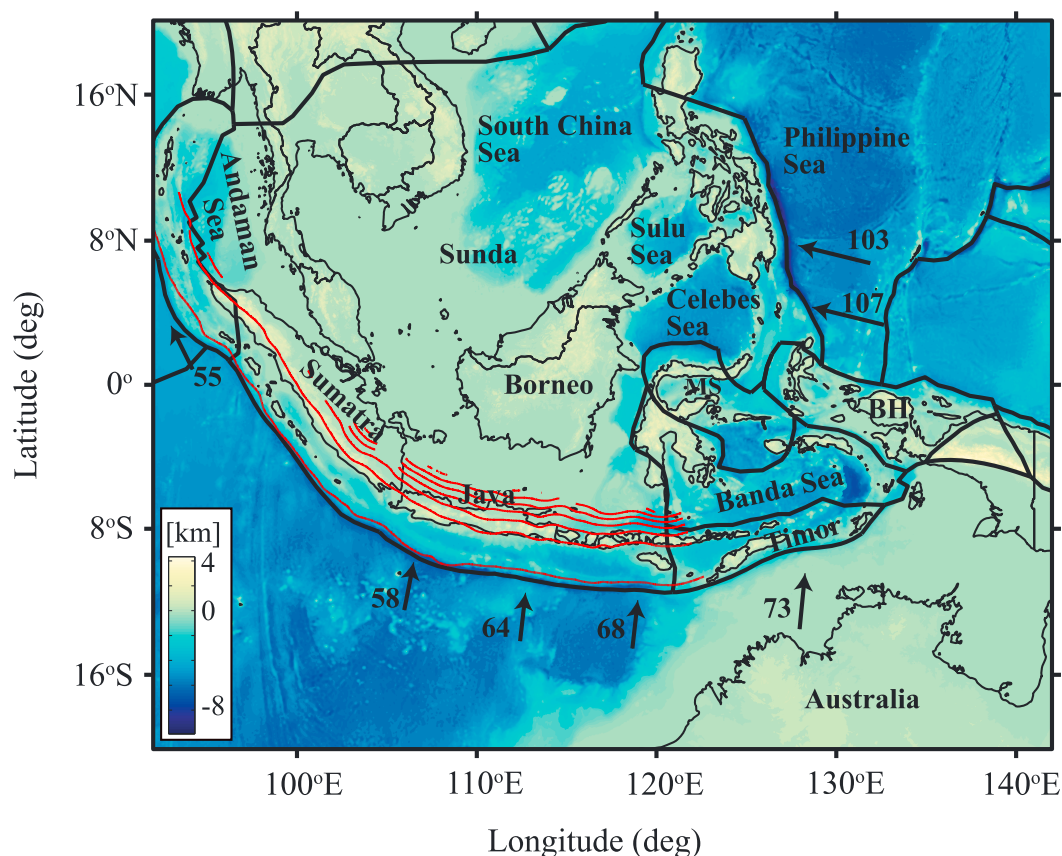 16°N
8°N
0°
8°S
16°S
Latitude (deg)
100°E
110°E
120°E
130°E
140°E
Longitude (deg)
South China
Sea
Philippine
Sea
Andaman
Sea
Sunda
Sulu
Sea
103
Celebes
Sea
107
55
Sumatra
Borneo
MS
BH
Java
Banda Sea
Timor
[km]
4
0
-8
58
64
68
73
Australia